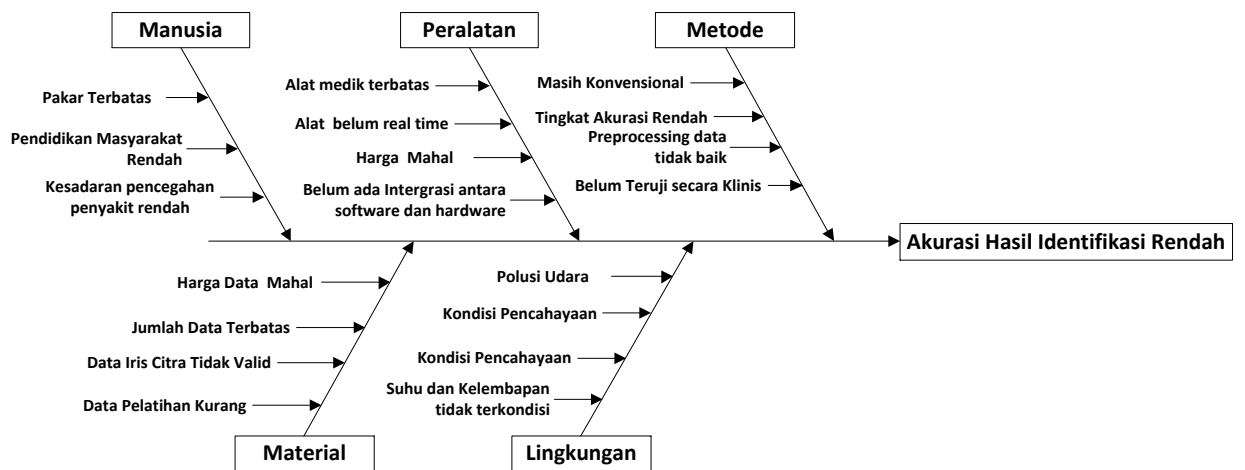 Manusia
Peralatan
Metode
Pakar Terbatas
Pendidikan Masyarakat
Rendah
Kesadaran pencegahan
penyakit rendah
Alat medik terbatas
Alat belum real time
Harga Mahal
Belum ada Intergrasi antara
software dan hardware
Masih Konvensional
Tingkat Akurasi Rendah
Preprocessing data
tidak baik
Belum Teruji secara Klinis
Akurasi Hasil Identifikasi Rendah
Harga Data Mahal
Jumlah Data Terbatas
Data Iris Citra Tidak Valid
Data Pelatihan Kurang
Polusi Udara
Kondisi Pencahayaan
Kondisi Pencahayaan
Suhu dan Kelembapan
tidak terkondisi
Material
Lingkungan